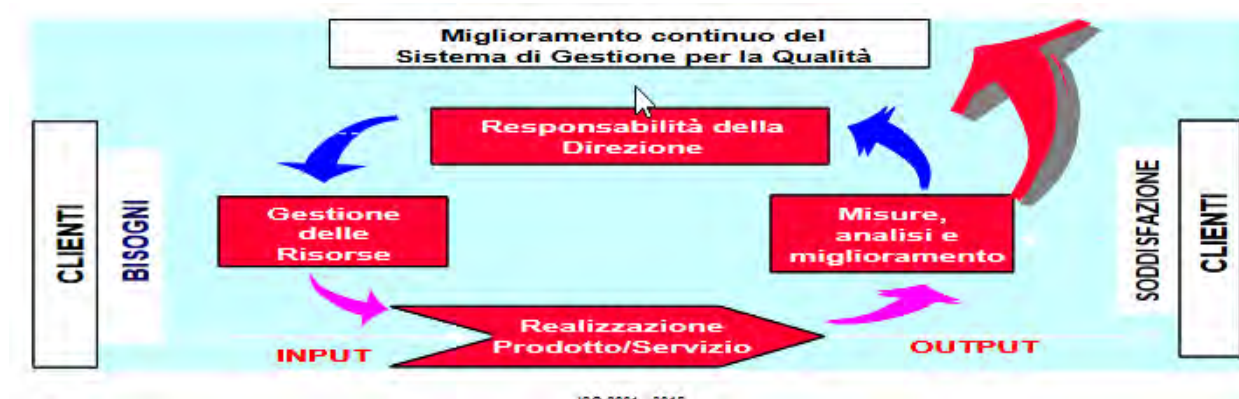 Miglioramento continuo del
Sistema di Gestione per la Qualità
Responsabilità della
Direzione
CLIENTI
BISOGNI
Gestione
delle
Risorse
Misure,
analisi e
miglioramento
SODDISFAZIONE
CLIENTI
INPUT
Realizzazione
Prodotto/Servizio
OUTPUT